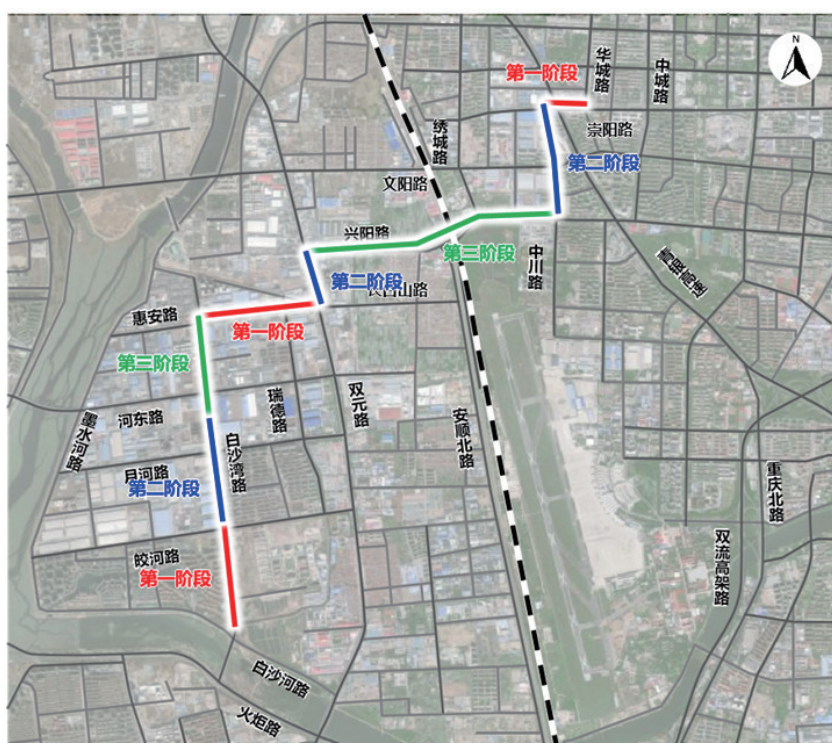 N
华城路
中城路
第一阶段
崇阳路
绣城路
第二阶段
文阳路
兴阳路
第三阶段
中川路
青银高速
第二阶段
长白山路
惠安路
第一阶段
第三阶段
瑞德路
双元路
河东路
墨水河路
白沙湾路
安顺北路
月河路
第二阶段
重庆北路
双流高架路
皎河路
第一阶段
白沙河路
火炬路